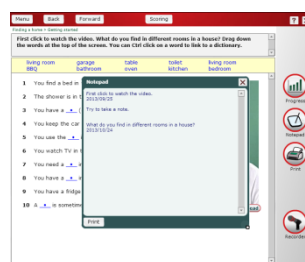 Menu Back Forward Scoring ?
Finding a home > Getting started
First click to watch the video. What do you find in different rooms in a house? Drag down
the words at the top of the screen. You can Ctrl click on a word to link to a dictionary.
living room garage table toilet living room
BBQ bathroom oven kitchen bedroom
1 You find a bed in
2 The shower is in t
3 You have a
4 You keep the car
5 You use the
6 You watch TV in t
7 You need a
8 You have a
9 You have a fridge
10 A is sometim
Notepad
First click to watch the video.
2013/09/25
Try to take a note.
What do you find in different rooms in a house?
2013/10/24
Print
Progress
Notepad
Print
Recorder